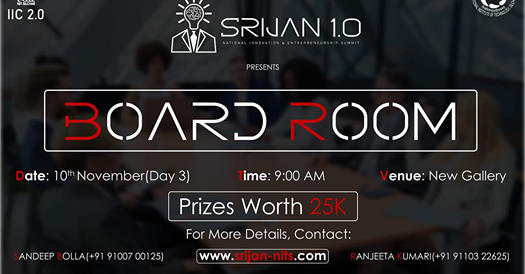 IIC 2.0
SRIJAN 1.0
NATIONAL INNOVATION & ENTREPRENEURSHIP SUMMIT
PRESENTS
BOARD ROOM
Date: 10th November(Day 3) Time: 9:00 AM Venue: New Gallery
Prizes Worth 25K
For More Details, Contact:
SANDEEP BOLLA(+91 91007 00125) www.srijan-nits.com RANJEETA KUMARI(+91 91103 22625)